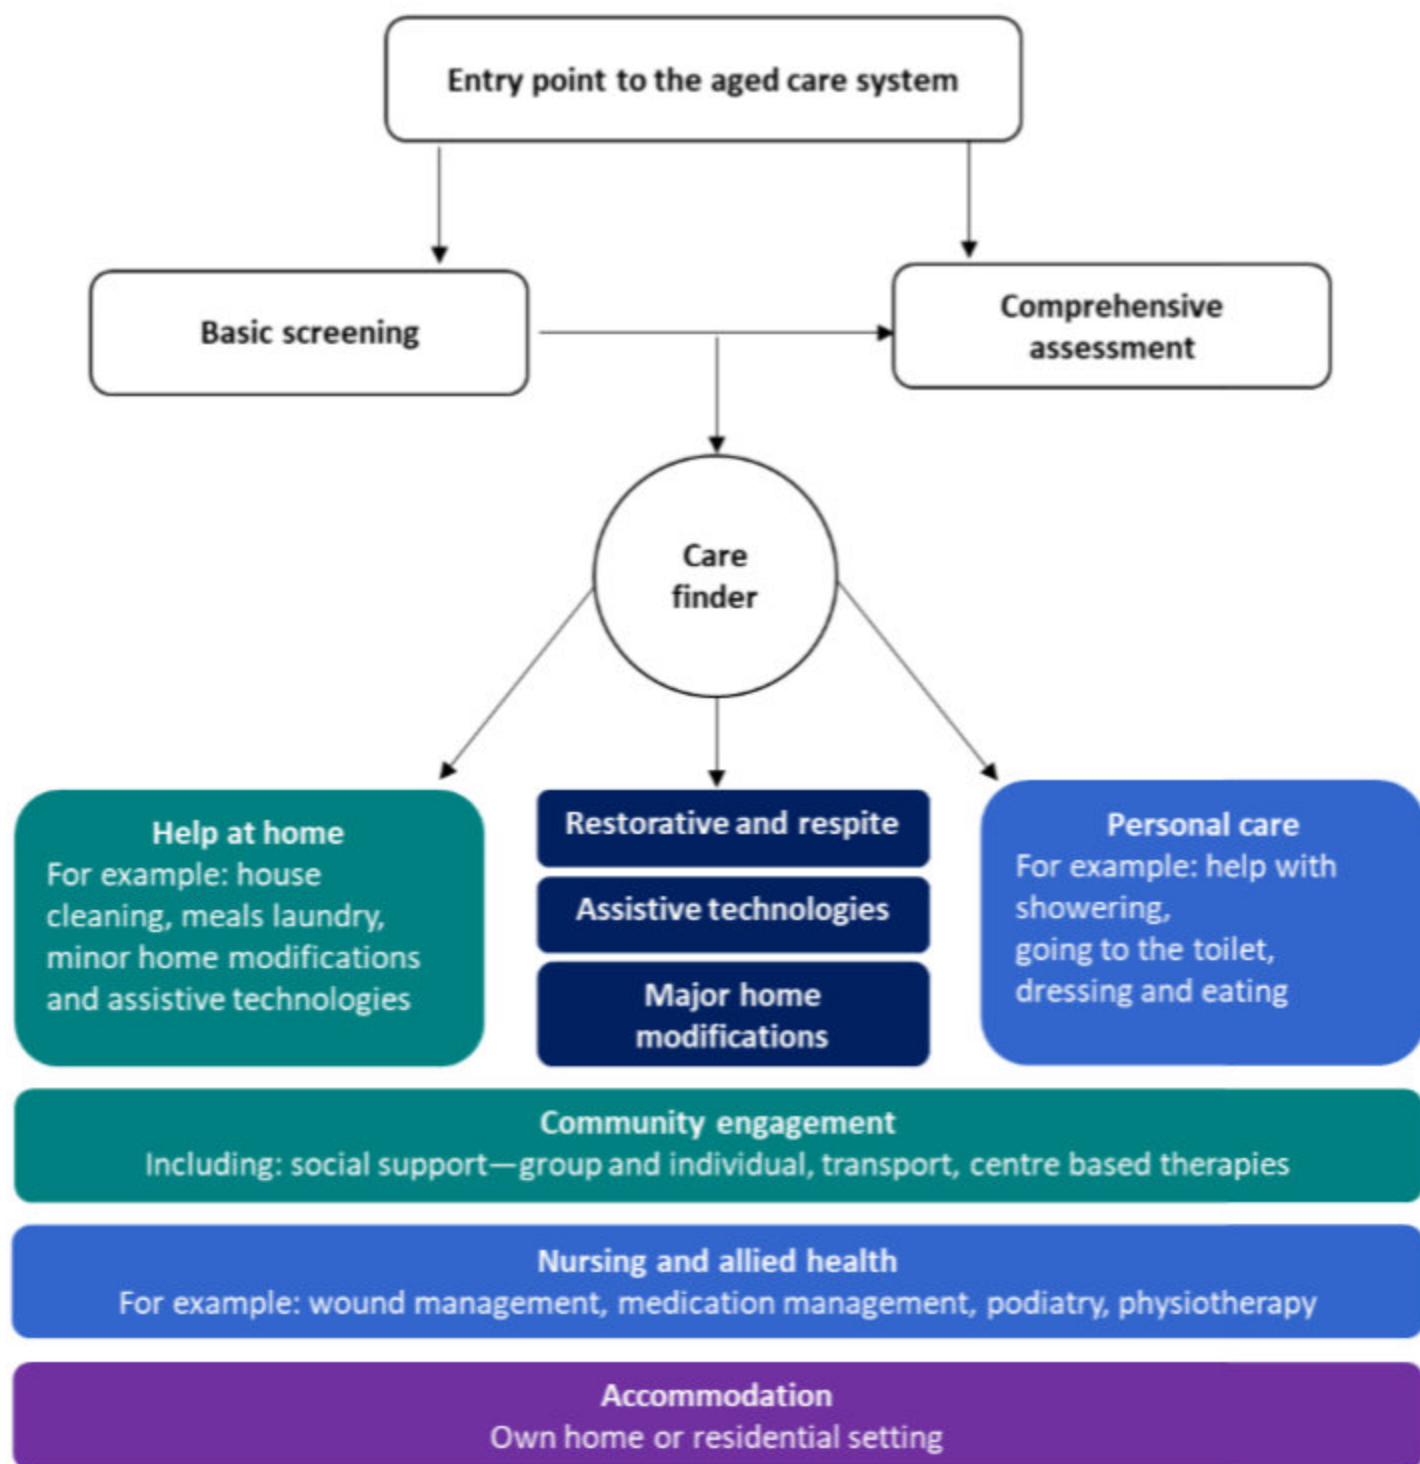 Entry point to the aged care system
Basic screening
Comprehensive
assessment
Care
finder
Help at home
For example: house
cleaning, meals laundry,
minor home modifications
and assistive technologies
Restorative and respite
Assistive technologies
Major home
modifications
Personal care
For example: help with
showering,
going to the toilet,
dressing and eating
Community engagement
Including: social support—group and individual, transport, centre based therapies
Nursing and allied health
For example: wound management, medication management, podiatry, physiotherapy
Accommodation
Own home or residential setting